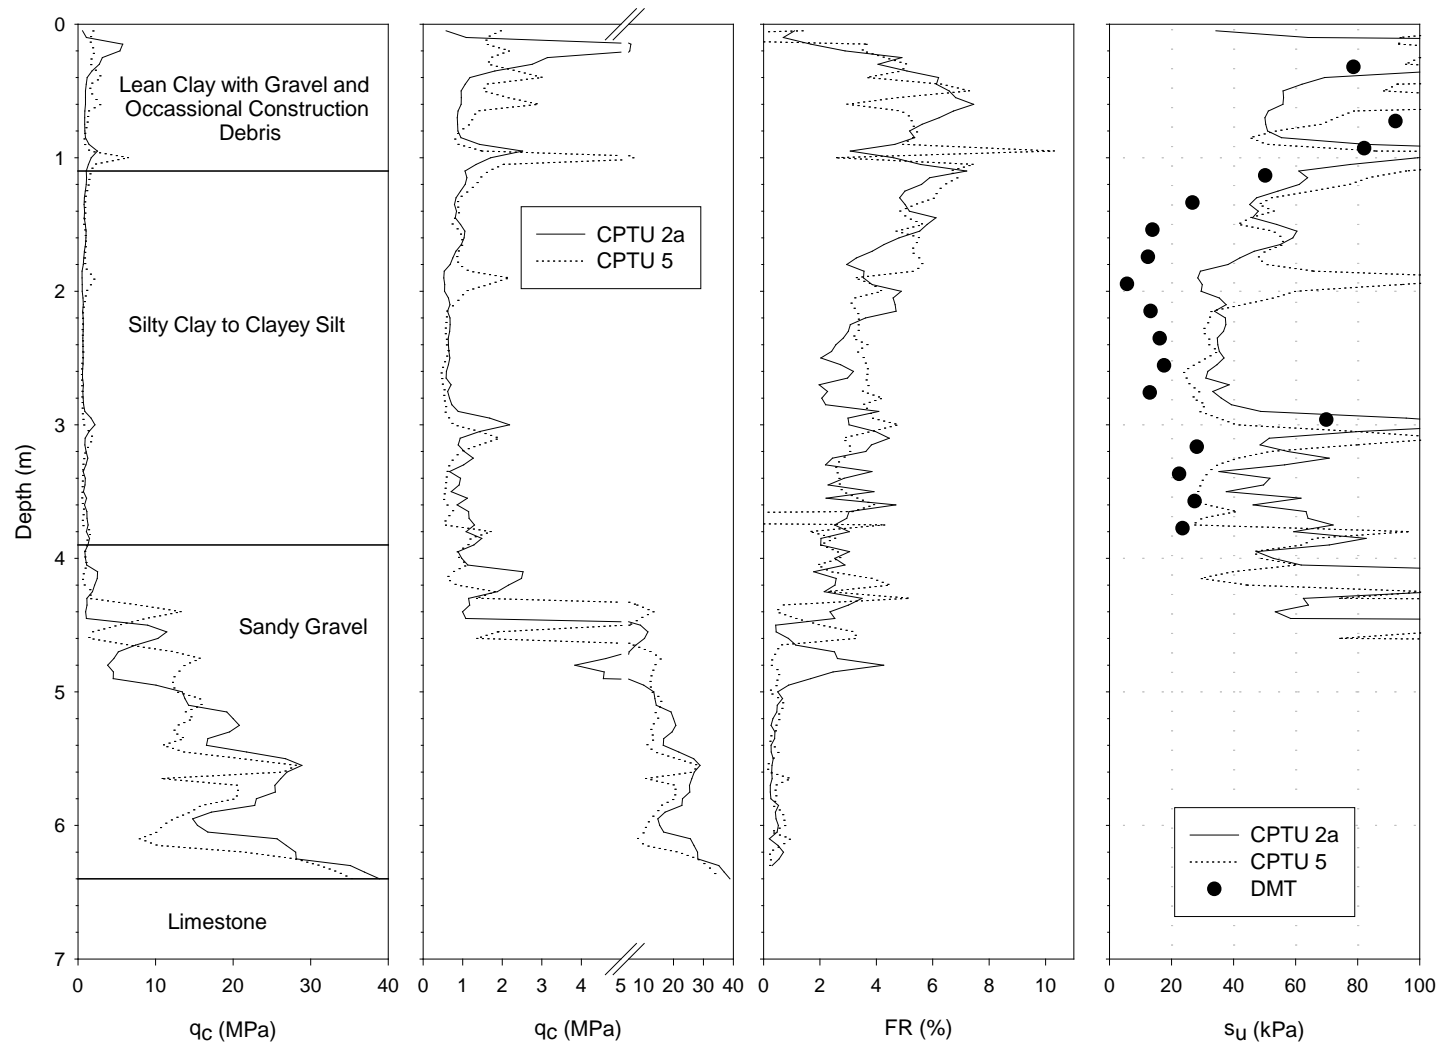 0
1
2
3
4
5
6
7
Depth (m)
Lean Clay with Gravel and
Occassional Construction
Debris
Silty Clay to Clayey Silt
Sandy Gravel
Limestone
0 10 20 30 40
qc (MPa)
CPTU 2a
CPTU 5
0 1 2 3 4 5 10 20 30 40
qc (MPa)
0 2 4 6 8 10
FR (%)
CPTU 2a
CPTU 5
DMT
0 20 40 60 80 100
su (kPa)